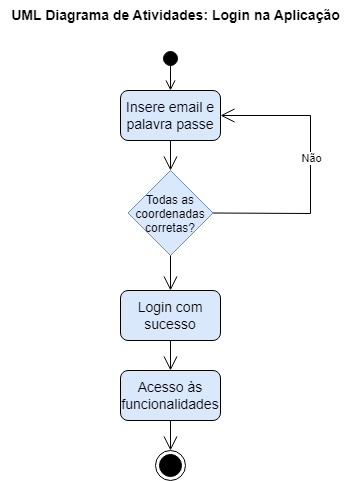 UML Diagrama de Atividades: Login na Aplicação
Insere email e
palavra passe
Não
Todas as
coordenadas
corretas?
Login com
sucesso
Acesso às
funcionalidades